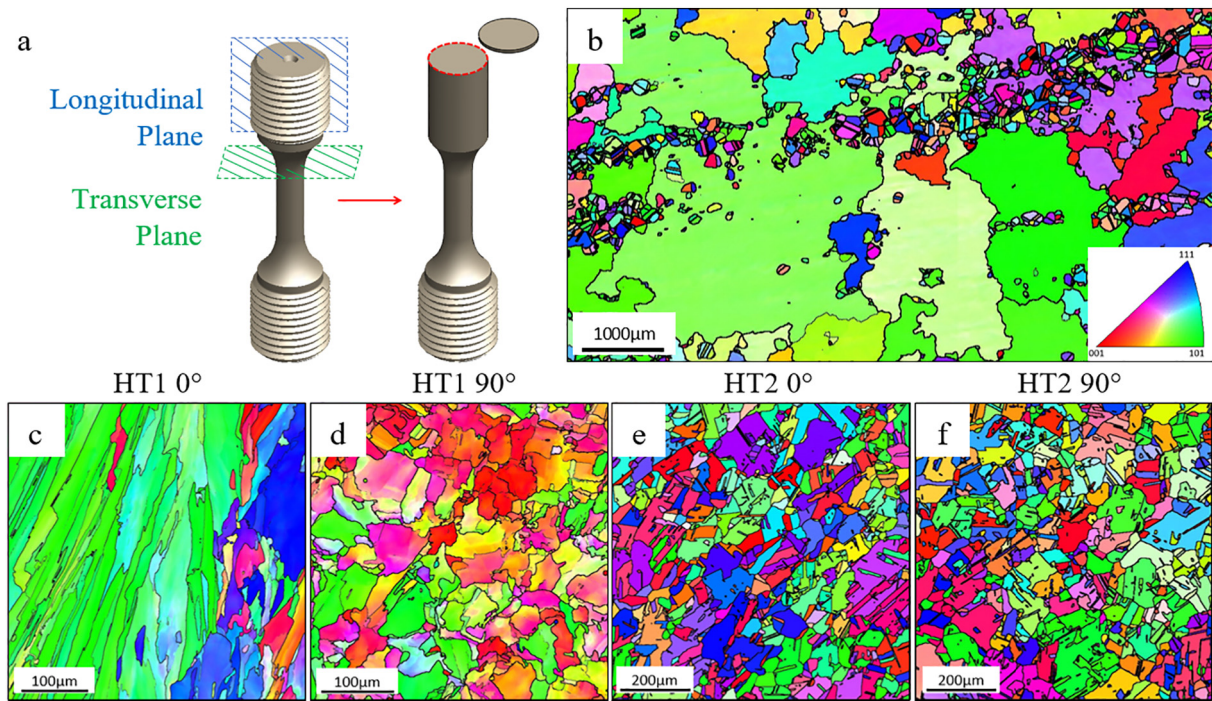 a
Longitudinal
Plane
Transverse
Plane
b
1000μm
111
001
101
HT1 0°
HT1 90°
HT2 0°
HT2 90°
c
100μm
d
100μm
e
200μm
f
200μm